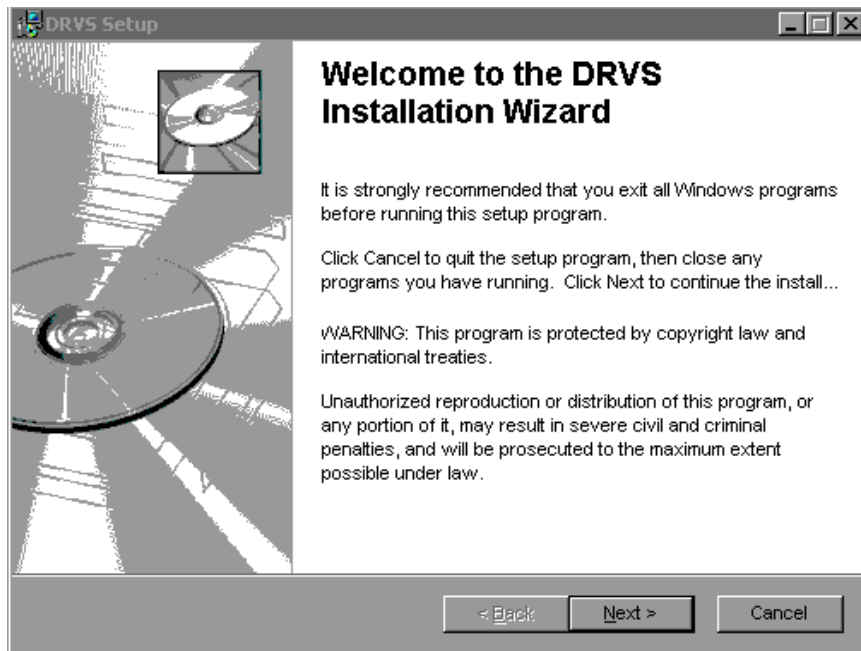 DRVS Setup
Welcome to the DRVS
Installation Wizard
It is strongly recommended that you exit all Windows programs
before running this setup program.
Click Cancel to quit the setup program, then close any
programs you have running. Click Next to continue the install...
WARNING: This program is protected by copyright law and
international treaties.
Unauthorized reproduction or distribution of this program, or
any portion of it, may result in severe civil and criminal
penalties, and will be prosecuted to the maximum extent
possible under law.
< Back Next > Cancel